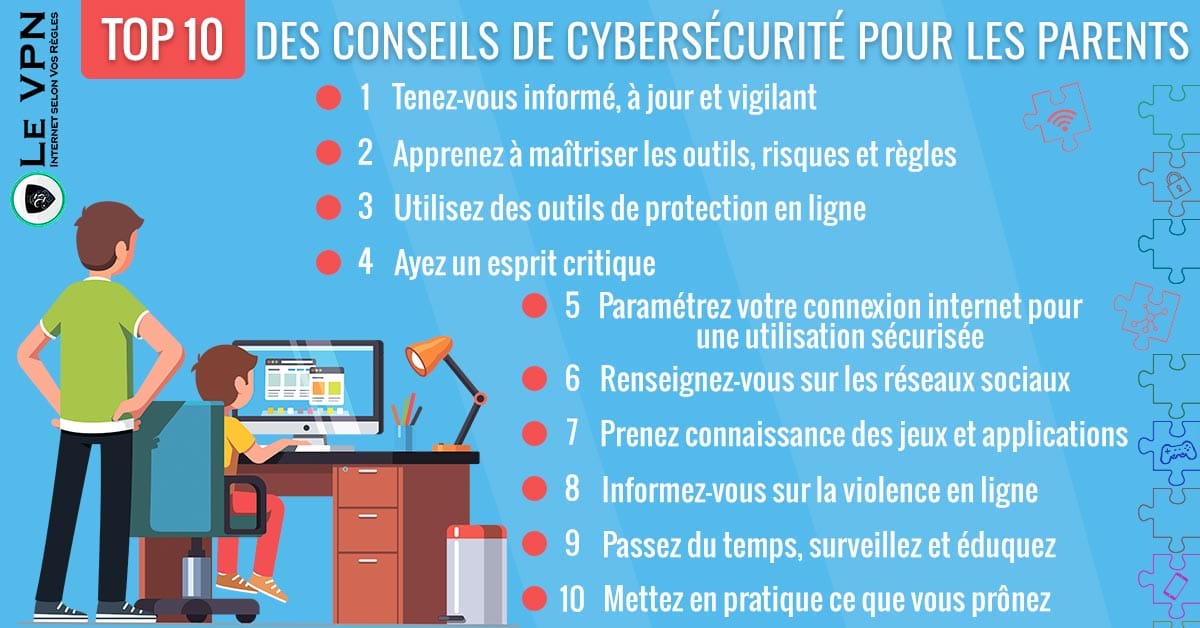 LE VPN
INTERNET SELON VOS RÈGLES
TOP 10 DES CONSEILS DE CYBERSÉCURITÉ POUR LES PARENTS
1 Tenez-vous informé, à jour et vigilant
2 Apprenez à maîtriser les outils, risques et règles
3 Utilisez des outils de protection en ligne
4 Ayez un esprit critique
5 Paramétrez votre connexion internet pour
une utilisation sécurisée
6 Renseignez-vous sur les réseaux sociaux
7 Prenez connaissance des jeux et applications
8 Informez-vous sur la violence en ligne
9 Passez du temps, surveillez et éduquez
10 Mettez en pratique ce que vous prônez